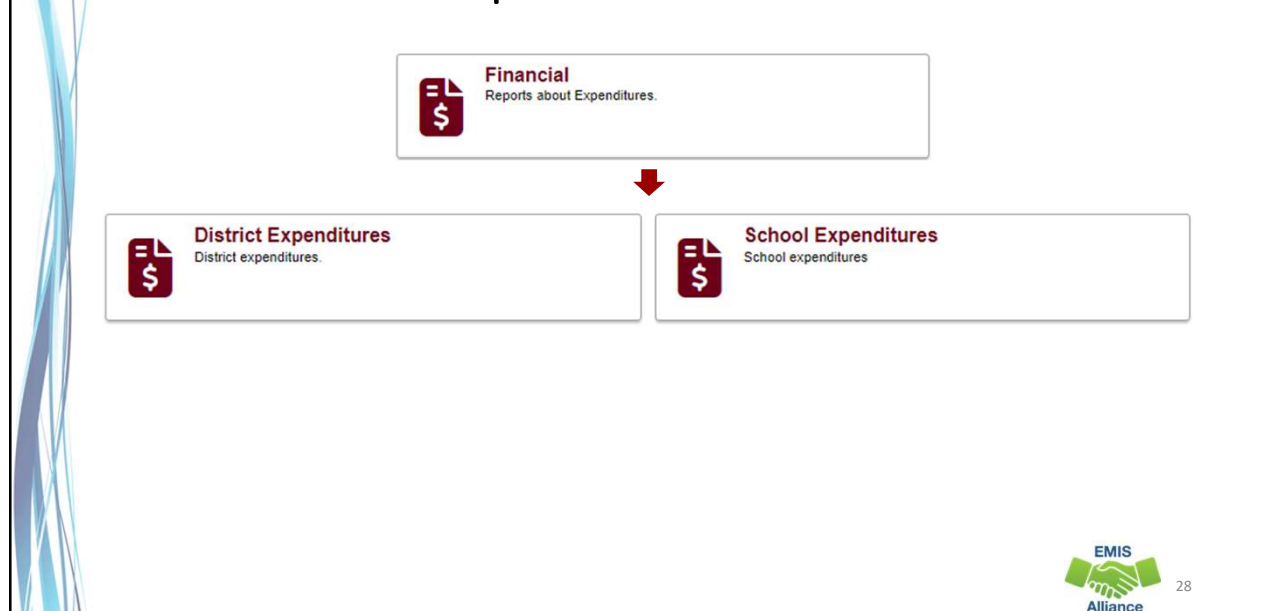 Financial
Reports about Expenditures.
District Expenditures
District expenditures.
School Expenditures
School expenditures
EMIS
Alliance
28